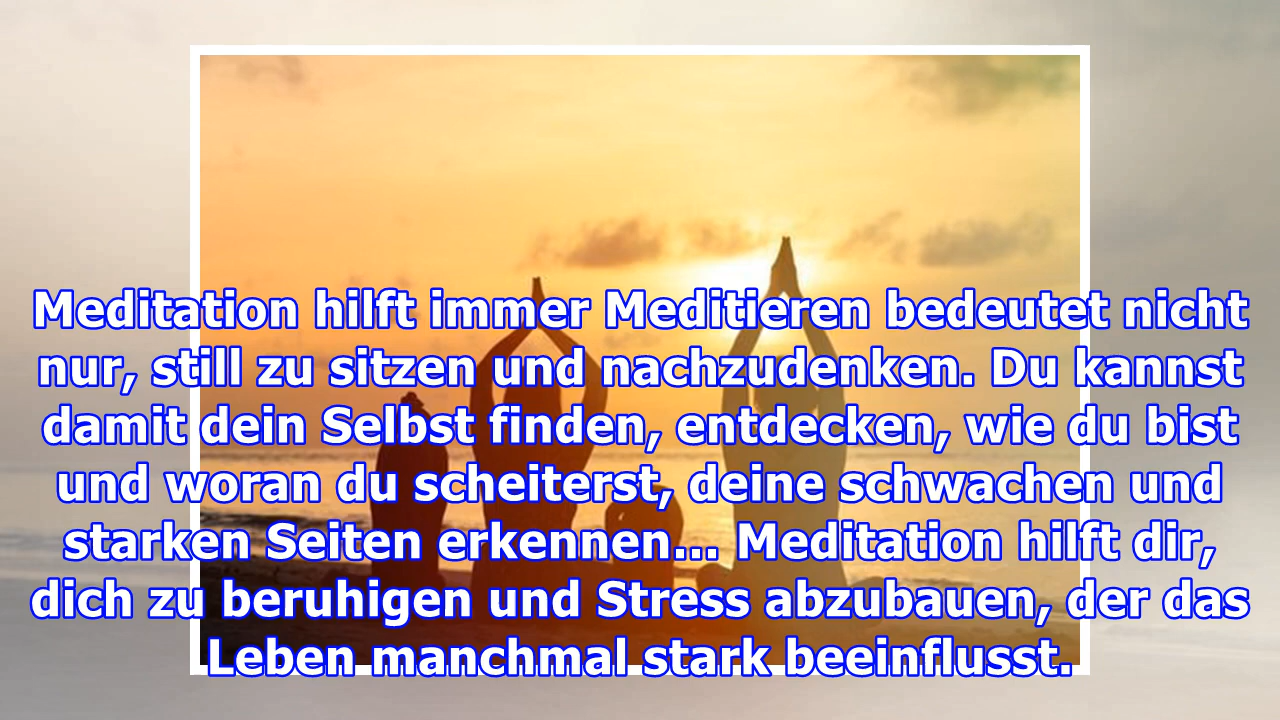 Meditation hilft immer Meditieren bedeutet nicht
nur, still zu sitzen und nachzudenken. Du kannst
damit dein Selbst finden, entdecken, wie du bist
und woran du scheiterst, deine schwachen und
starken Seiten erkennen... Meditation hilft dir,
dich zu beruhigen und Stress abzubauen, der das
Leben manchmal stark beeinflusst.